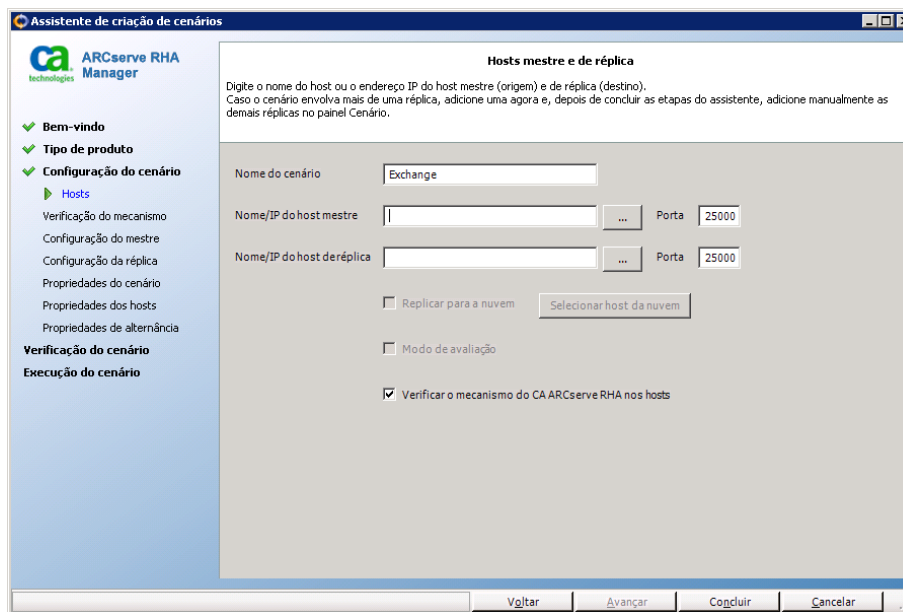 Assistente de criação de cenários
ca
technologies
ARCserve RHA
Manager
Bem-vindo
Tipo de produto
Configuração do cenário
Hosts
Verificação do mecanismo
Configuração do mestre
Configuração da réplica
Propriedades do cenário
Propriedades dos hosts
Propriedades de alternância
Verificação do cenário
Execução do cenário
Hosts mestre e de réplica
Digite o nome do host ou o endereço IP do host mestre (origem) e de réplica (destino).
Caso o cenário envolva mais de uma réplica, adicione uma agora e, depois de concluir as etapas do assistente, adicione manualmente as
demais réplicas no painel Cenário.
Nome do cenário Exchange
Nome/IP do host mestre ... Porta 25000
Nome/IP do host deréplica ... Porta 25000
Replicar para a nuvem Selecionar host da nuvem
Modo de avaliação
Verificar o mecanismo do CA ARCserve RHA nos hosts
Voltar Avançar Concluir Cancelar